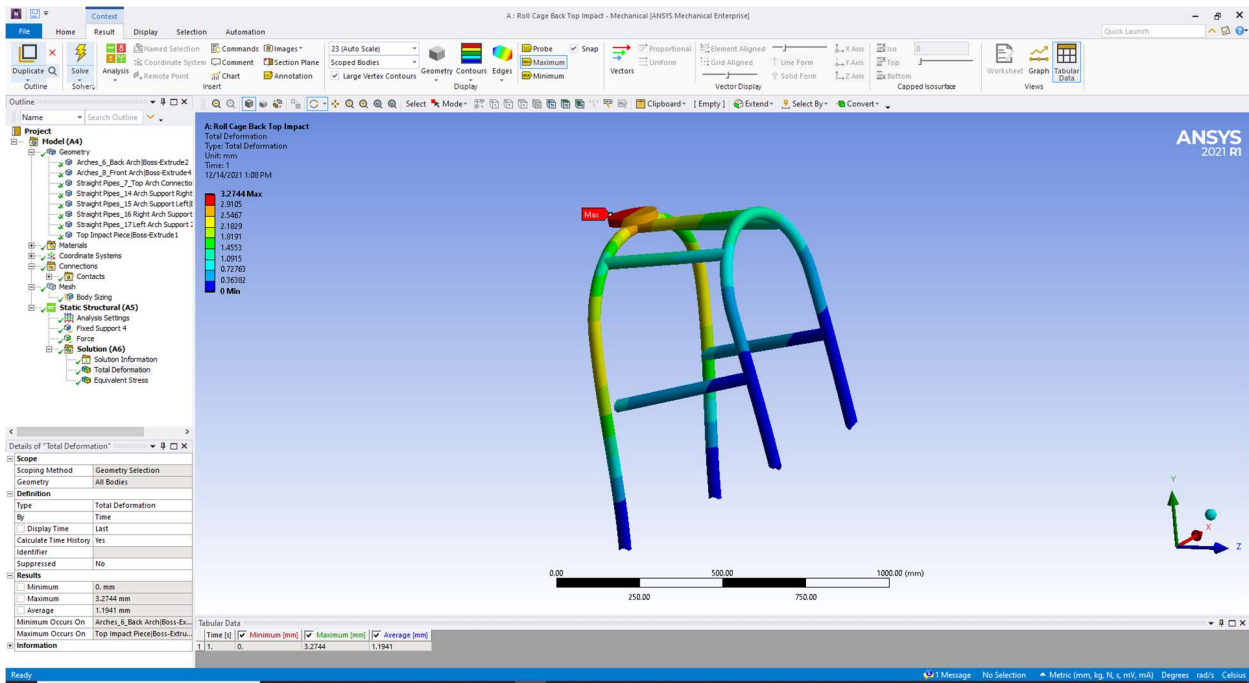 A : Roll Cage Back Top Impact - Mechanical [ANSYS Mechanical Enterprise]
Context
File Home Result Display Selection Automation Quick Launch
Duplicate Solve Analysis
Named Selection
Coordinate System
Remote Point
Commands
Comment
Chart
Images
Section Plane
Annotation
23 (Auto Scale)
Scoped Bodies
Large Vertex Contours
Geometry Contours Edges
Probe Snap
Maximum
Minimum
Vectors
Proportional
Uniform
Element Aligned
Grid Aligned
Line Form
Solid Form
X Axis
Y Axis
Z Axis
Iso 0
Top
Bottom
Worksheet Graph Tabular Data
Outline Solver Insert Display Vector Display Capped Isosurface Views
Outline
Name Search Outline
Select Mode Clipboard [ Empty ] Extend Select By Convert
Project
Model (A4)
Geometry
Arches_6_Back Arch|Boss-Extrude2
Arches_8_Front Arch|Boss-Extrude4
Straight Pipes_7_Top Arch Connectio
Straight Pipes_14 Arch Support Right
Straight Pipes_15 Arch Support Left|B
Straight Pipes_16 Right Arch Support
Straight Pipes_17 Left Arch Support 2
Top Impact Piece|Boss-Extrude1
Materials
Coordinate Systems
Connections
Contacts
Mesh
Body Sizing
Static Structural (A5)
Analysis Settings
Fixed Support 4
Force
Solution (A6)
Solution Information
Total Deformation
Equivalent Stress
A: Roll Cage Back Top Impact
Total Deformation
Type: Total Deformation
Unit: mm
Time: 1
12/14/2021 1:08 PM
3.2744 Max
2.9105
2.5467
2.1829
1.8191
1.4553
1.0915
0.72763
0.36382
0 Min
Max
ANSYS
2021 R1
Y
X
Z
0.00 500.00 1000.00 (mm)
250.00 750.00
Details of "Total Deformation"
Scope
Scoping Method Geometry Selection
Geometry All Bodies
Definition
Type Total Deformation
By Time
Display Time Last
Calculate Time History Yes
Identifier
Suppressed No
Results
Minimum 0. mm
Maximum 3.2744 mm
Average 1.1941 mm
Minimum Occurs On Arches_6_Back Arch|Boss-Ex...
Maximum Occurs On Top Impact Piece|Boss-Extru...
Information
Tabular Data
Time [s] Minimum [mm] Maximum [mm] Average [mm]
1 1. 0. 3.2744 1.1941
Ready 1 Message No Selection Metric (mm, kg, N, s, mV, mA) Degrees rad/s Celsius